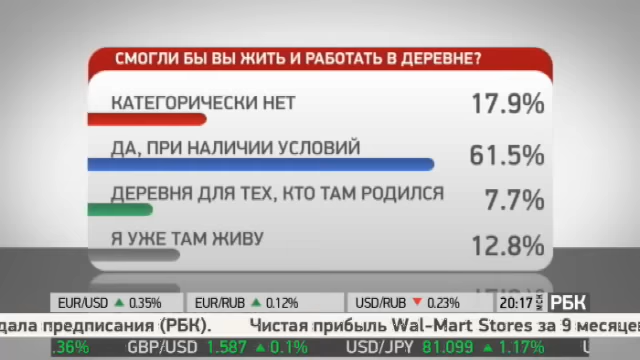 СМОГЛИ БЫ ВЫ ЖИТЬ И РАБОТАТЬ В ДЕРЕВНЕ?
КАТЕГОРИЧЕСКИ НЕТ 17.9%
ДА, ПРИ НАЛИЧИИ УСЛОВИЙ 61.5%
ДЕРЕВНЯ ДЛЯ ТЕХ, КТО ТАМ РОДИЛСЯ 7.7%
Я УЖЕ ТАМ ЖИВУ 12.8%
EUR/USD ▲ 0.35% EUR/RUB ▲ 0.12% USD/RUB ▼ 0.23% 20:17 МСК РБК
дала предписания (РБК). Чистая прибыль Wal-Mart Stores за 9 месяцев
.36% GBP/USD 1.587 ▲ 0.1% USD/JPY 81.099 ▲ 1.17%